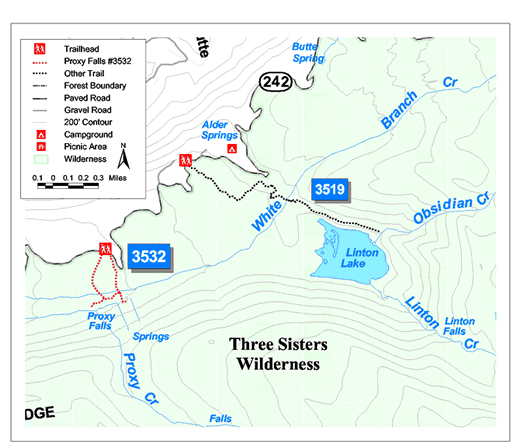 Trailhead
Proxy Falls #3532
Other Trail
Forest Boundary
Paved Road
Gravel Road
200' Contour
Campground
Picnic Area
Wilderness
N
0.1 0 0.1 0.2 0.3 Miles
utte
Butte
Spring
242
Branch Cr
Alder
Springs
3519
White
Obsidian Cr
Linton
Lake
3532
Linton Cr
Linton
Falls
Proxy
Falls
Springs
Three Sisters
Wilderness
Proxy Cr
Falls
DGE